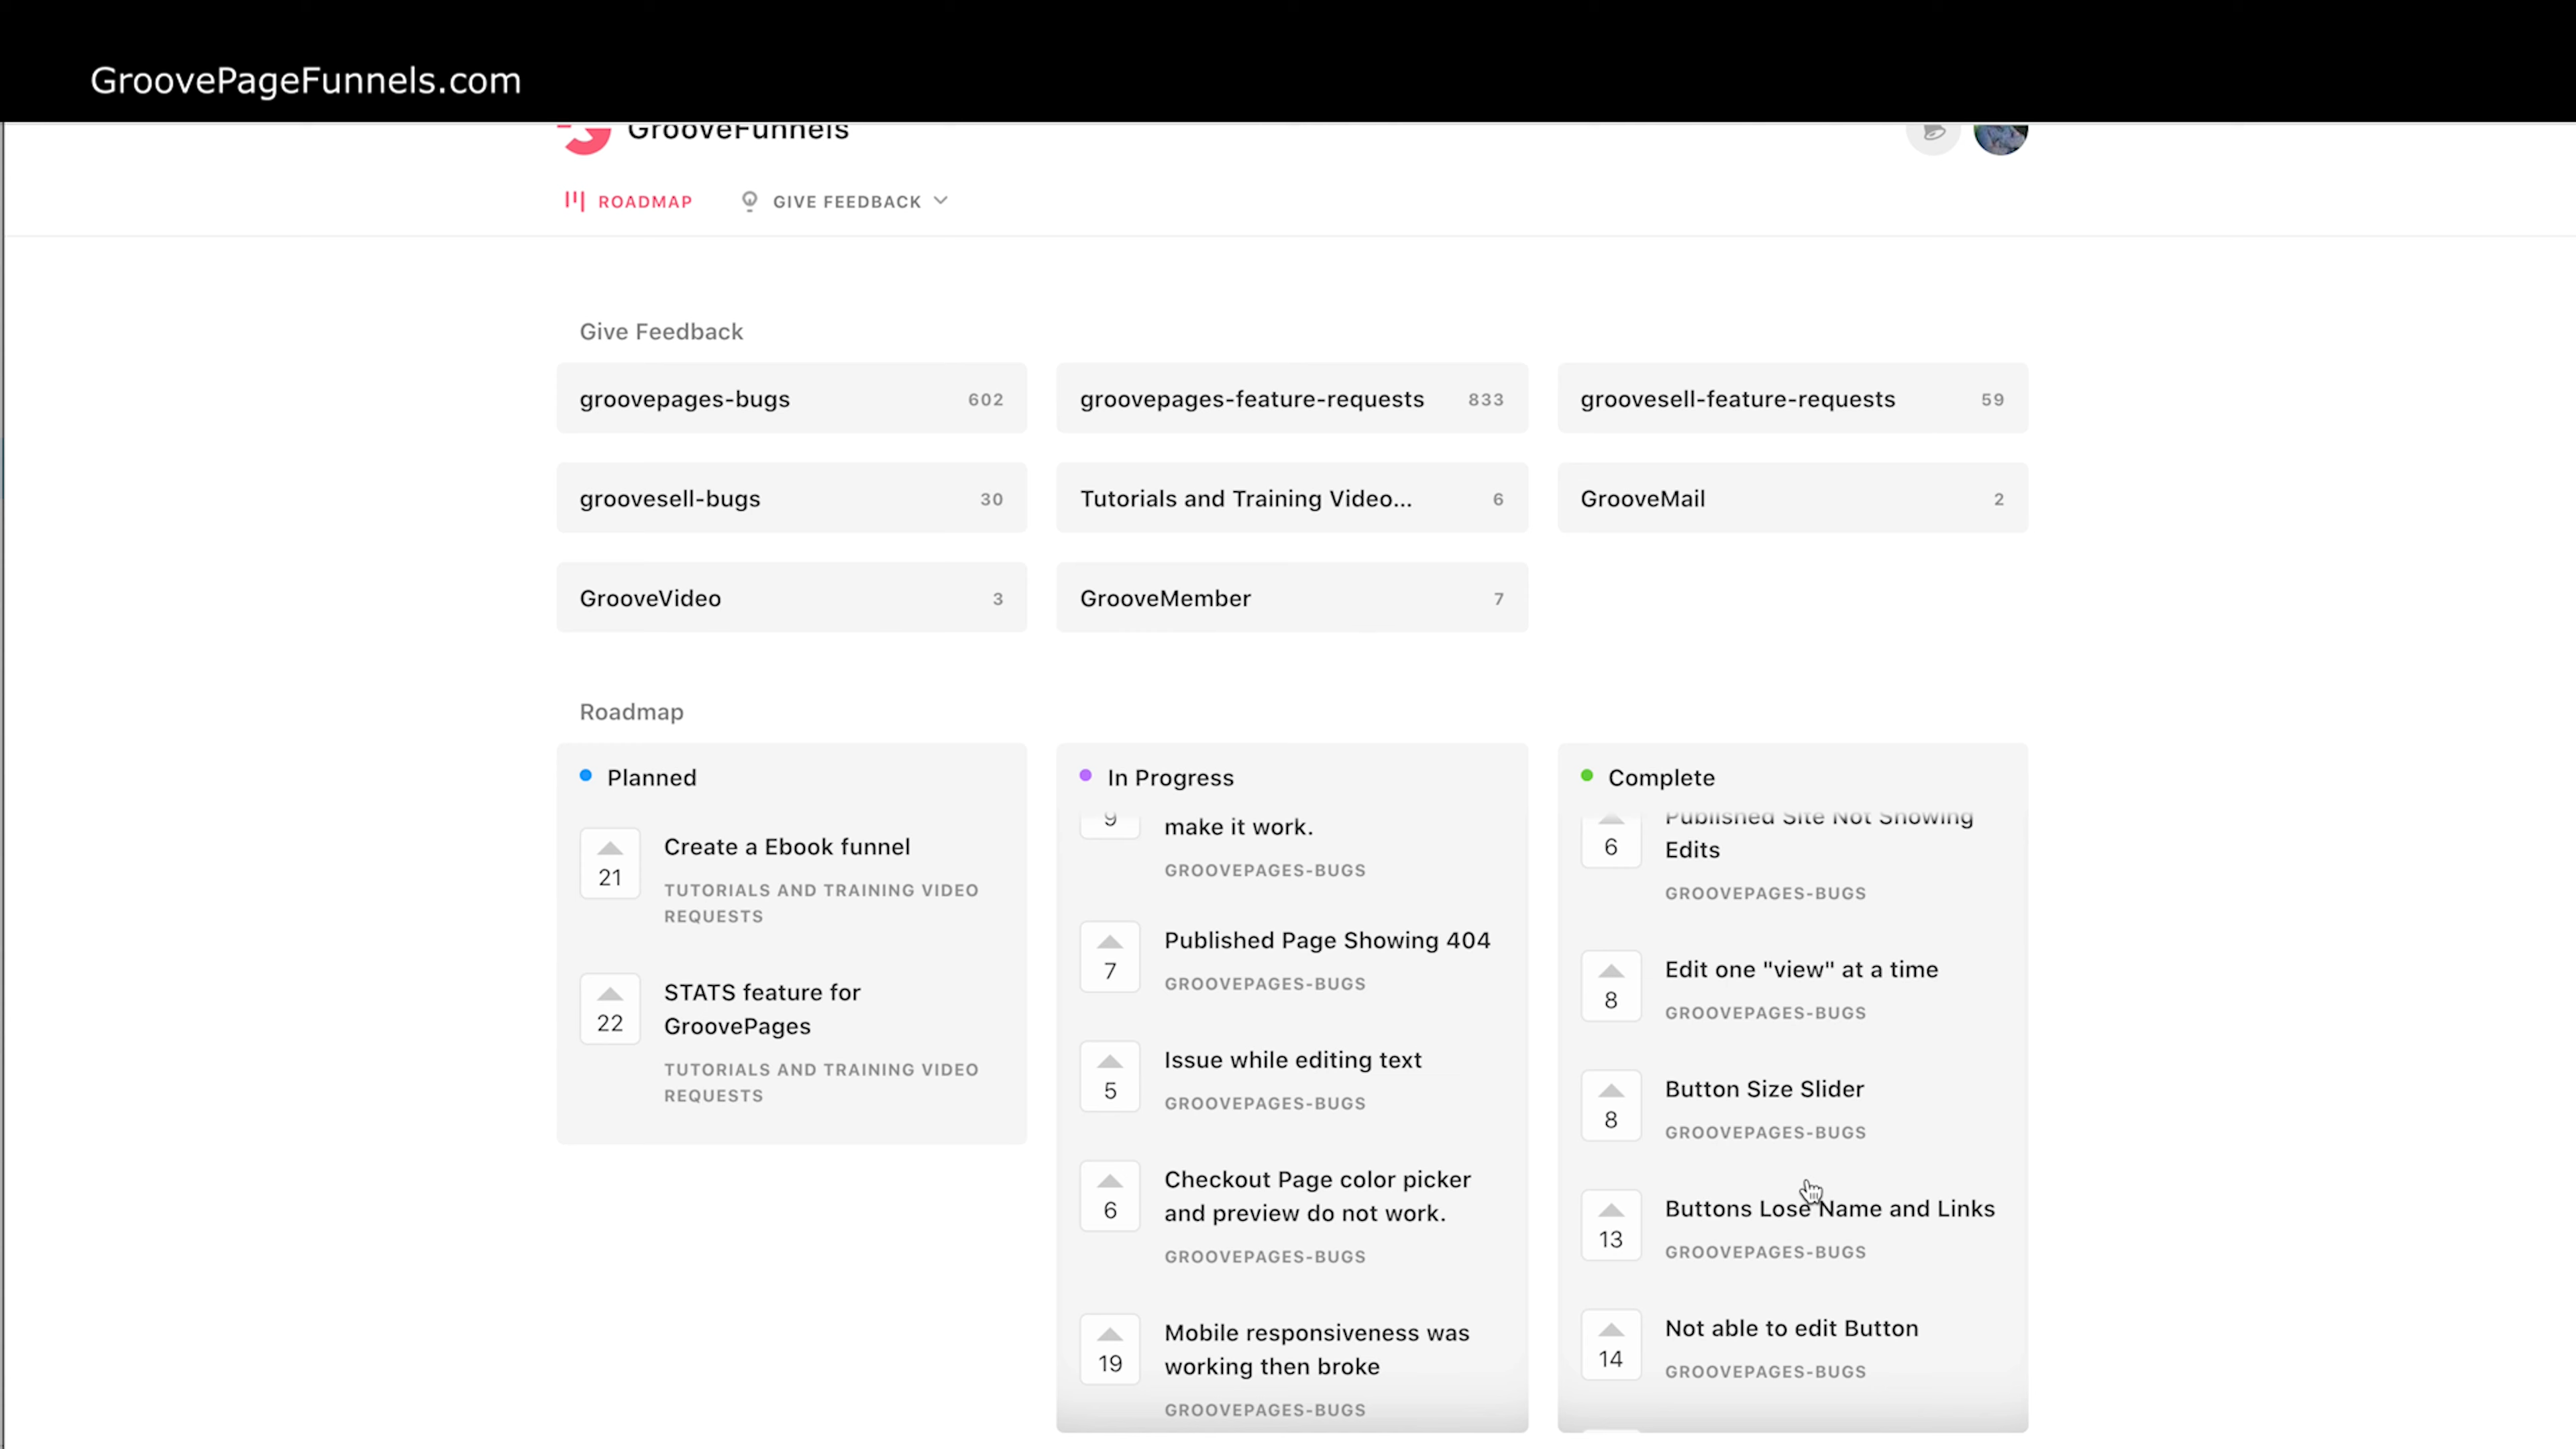 GroovePageFunnels.com
GrooveFunnels
ROADMAP
GIVE FEEDBACK
Give Feedback
groovepages-bugs 602
groovepages-feature-requests 833
groovesell-feature-requests 59
groovesell-bugs 30
Tutorials and Training Video... 6
GrooveMail 2
GrooveVideo 3
GrooveMember 7
Roadmap
Planned
21
Create a Ebook funnel
TUTORIALS AND TRAINING VIDEO
REQUESTS
22
STATS feature for
GroovePages
TUTORIALS AND TRAINING VIDEO
REQUESTS
In Progress
9
make it work.
GROOVEPAGES-BUGS
7
Published Page Showing 404
GROOVEPAGES-BUGS
5
Issue while editing text
GROOVEPAGES-BUGS
6
Checkout Page color picker
and preview do not work.
GROOVEPAGES-BUGS
19
Mobile responsiveness was
working then broke
GROOVEPAGES-BUGS
Complete
6
Published Site Not Showing
Edits
GROOVEPAGES-BUGS
8
Edit one "view" at a time
GROOVEPAGES-BUGS
8
Button Size Slider
GROOVEPAGES-BUGS
13
Buttons Lose Name and Links
GROOVEPAGES-BUGS
14
Not able to edit Button
GROOVEPAGES-BUGS